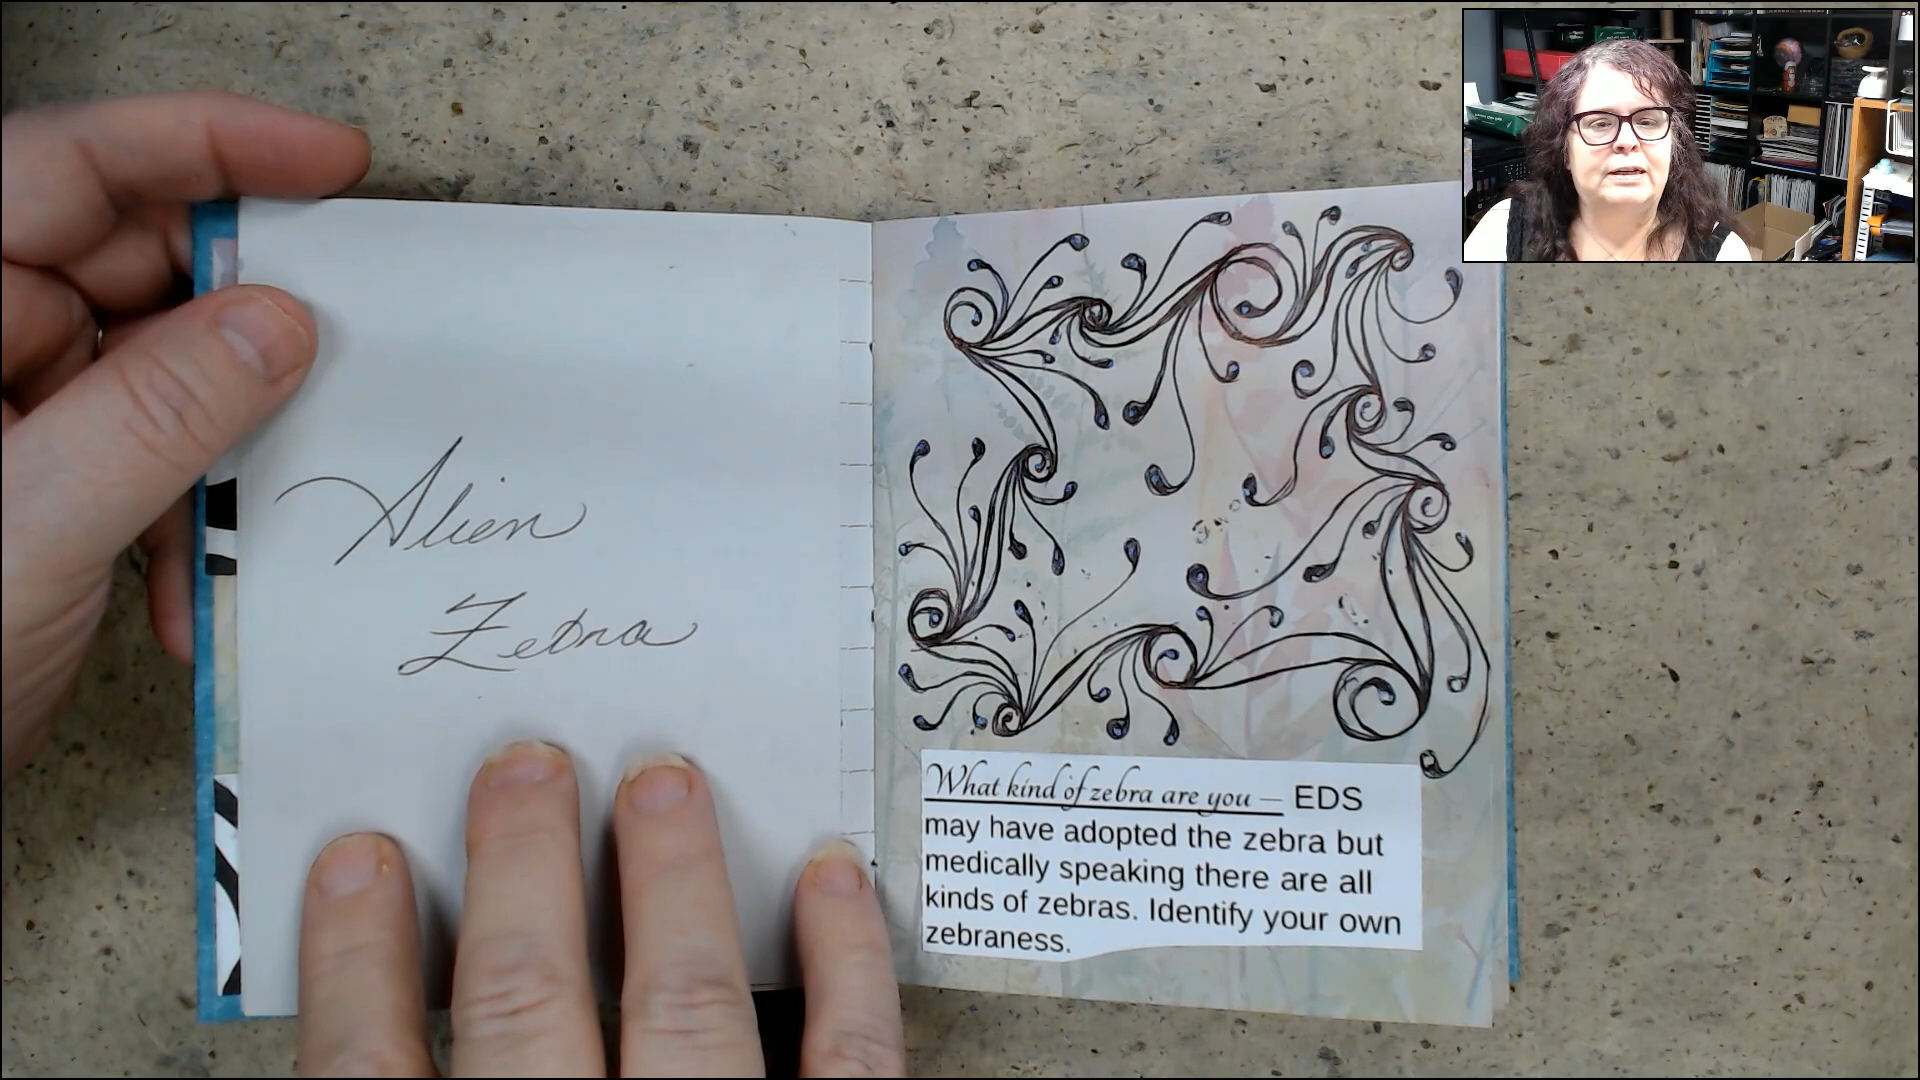 Alien
Zebra
What kind of zebra are you — EDS
may have adopted the zebra but
medically speaking there are all
kinds of zebras. Identify your own
zebraness.